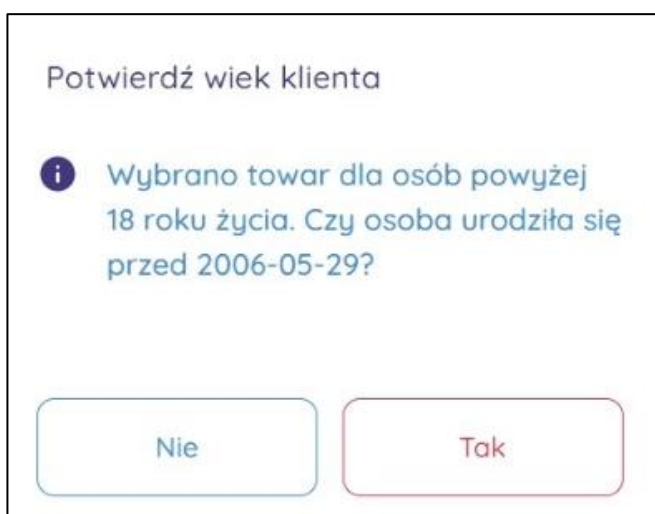 Potwierdź wiek klienta
Wybrano towar dla osób powyżej
18 roku życia. Czy osoba urodziła się
przed 2006-05-29?
Nie
Tak